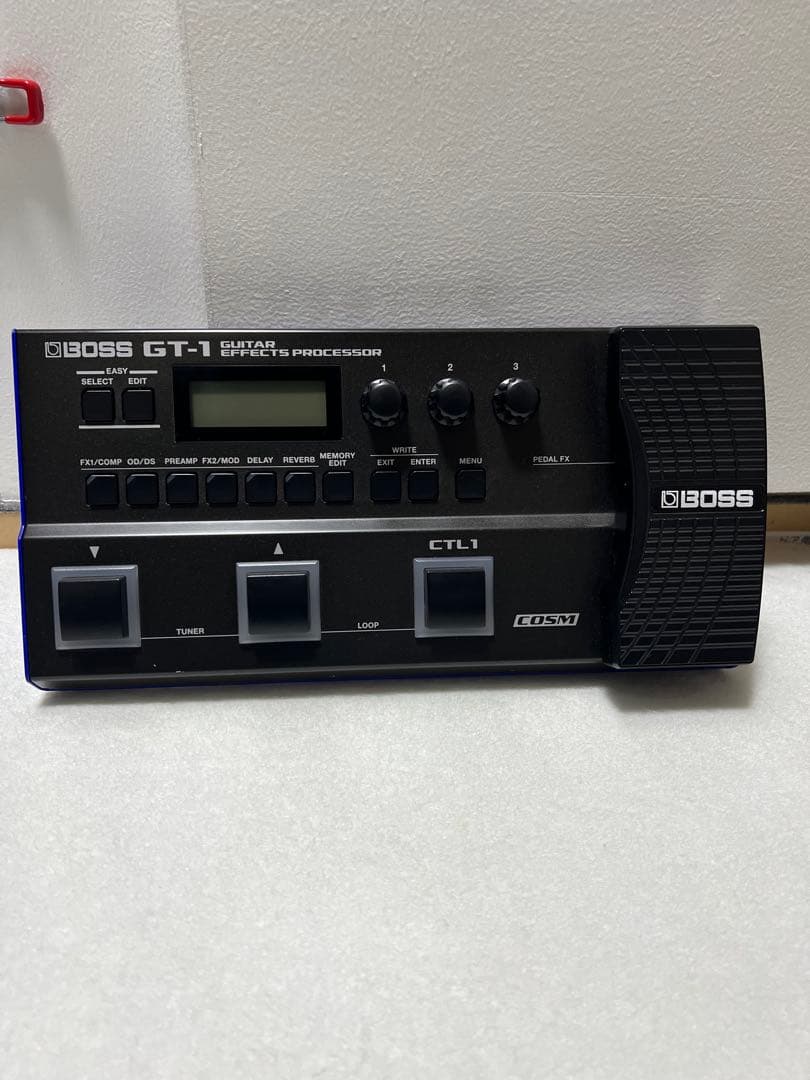 BOSS GT-1 GUITAR EFFECTS PROCESSOR
EASY
SELECT EDIT
1 2 3
FX1/COMP OD/DS PREAMP FX2/MOD DELAY REVERB MEMORY EDIT
WRITE
EXIT ENTER
MENU
PEDAL FX
BOSS
▼ ▲ CTL1
TUNER LOOP
COSM